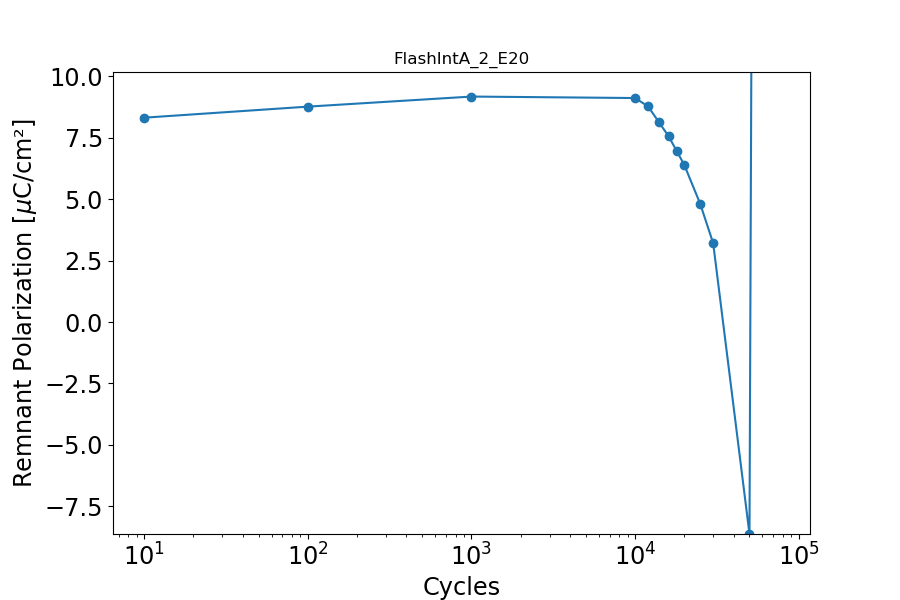 FlashIntA_2_E20
Remnant Polarization [μC/cm²]
10.0
7.5
5.0
2.5
0.0
−2.5
−5.0
−7.5
10¹ 10² 10³ 10⁴ 10⁵
Cycles